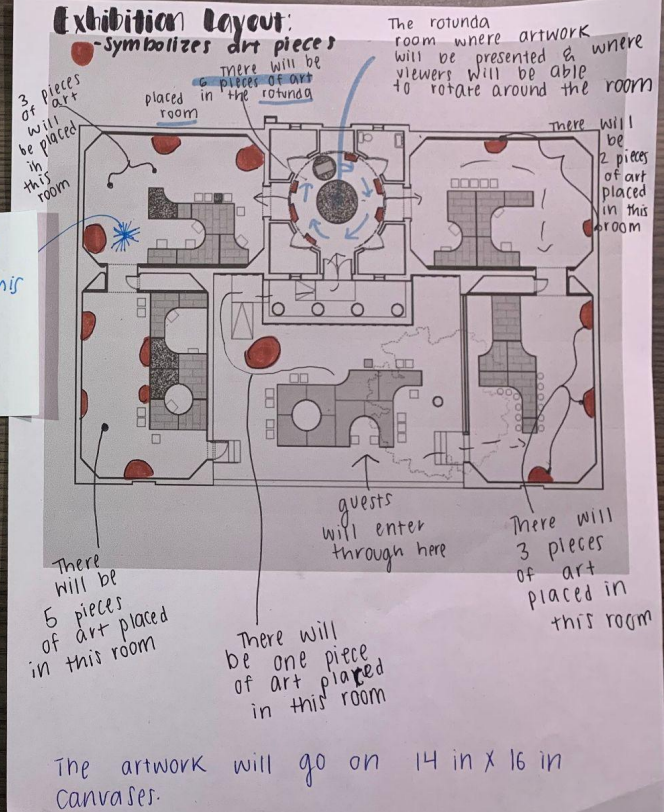 Exhibition Layout:
- Symbolizes art pieces
The rotunda
room where artwork
will be presented & where
viewers will be able
to rotate around the room
There will be
6 pieces of art
in the rotunda
3 pieces
of art
will
be placed
in
this
room
placed
room
There will
be
2 pieces
of art
placed
in this
room
his
guests
will enter
through here
There
will be
5 pieces
of art placed
in this room
There will
be one piece
of art placed
in this room
There will
3 pieces
of art
placed in
this room
The artwork will go on 14 in X 16 in
canvases.